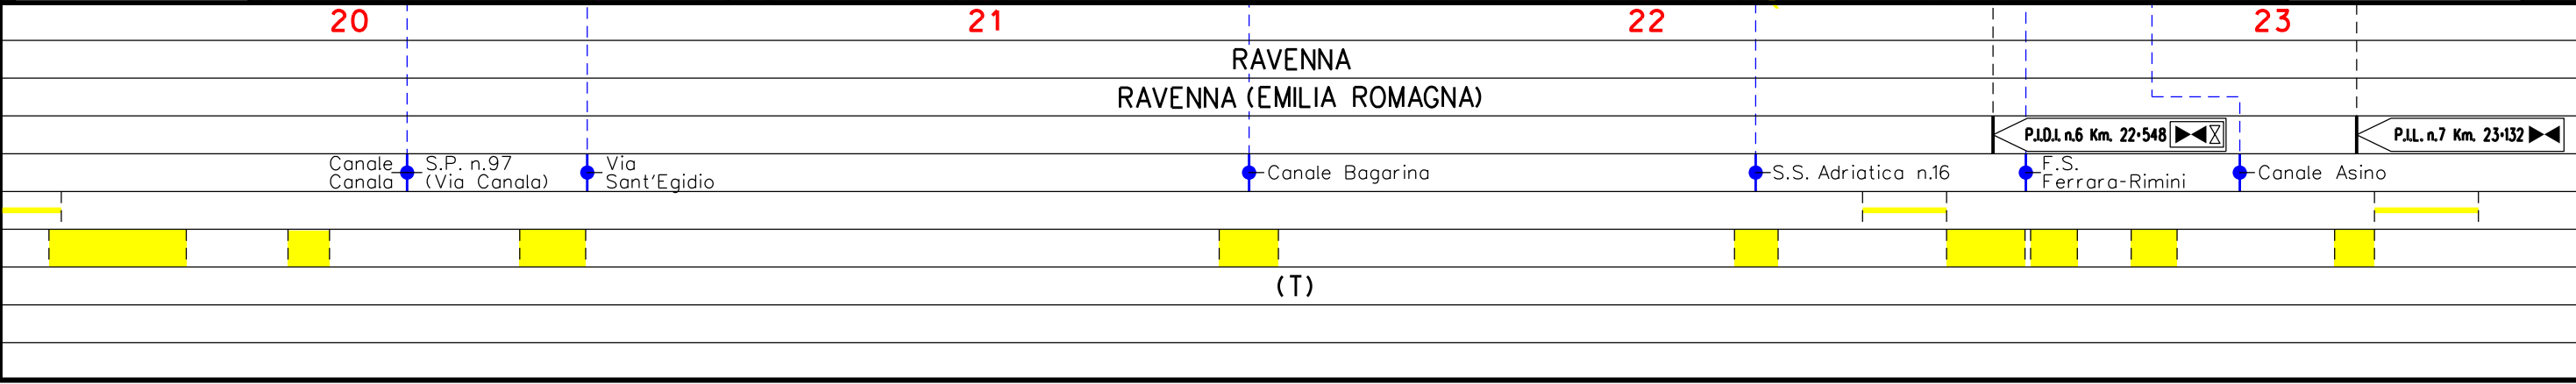 20 21 22 23
RAVENNA
RAVENNA (EMILIA ROMAGNA)
P.I.D.I. n.6 Km. 22+548 P.I.L. n.7 Km. 23+132
Canale Canala
S.P. n.97
(Via Canala)
Via
Sant'Egidio
Canale Bagarina
S.S. Adriatica n.16
F.S.
Ferrara-Rimini
Canale Asino
(T)